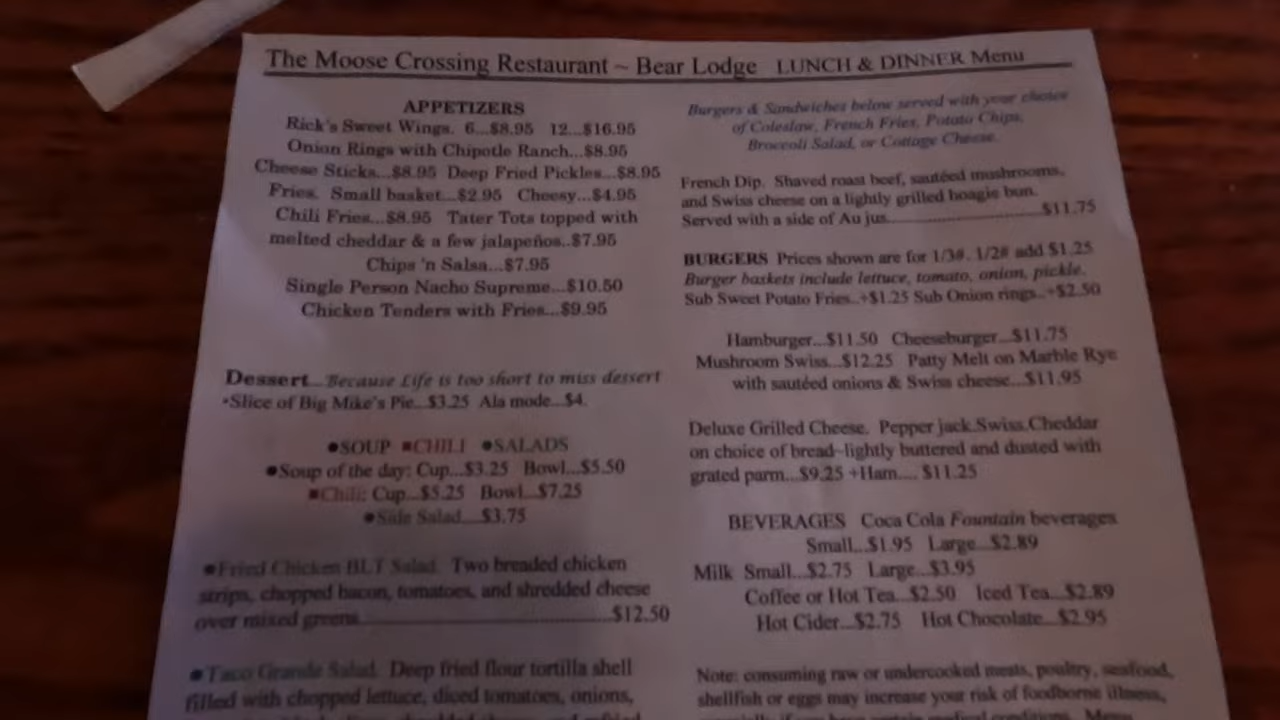 The Moose Crossing Restaurant ~ Bear Lodge LUNCH & DINNER Menu
APPETIZERS
Rick's Sweet Wings. 6...$8.95 12...$16.95
Onion Rings with Chipotle Ranch...$8.95
Cheese Sticks...$8.95 Deep Fried Pickles...$8.95
Fries. Small basket...$2.95 Cheesy...$4.95
Chili Fries...$8.95 Tater Tots topped with
melted cheddar & a few jalapeños..$7.95
Chips 'n Salsa...$7.95
Single Person Nacho Supreme...$10.50
Chicken Tenders with Fries...$9.95
Dessert...Because Life is too short to miss dessert
•Slice of Big Mike's Pie...$3.25 Ala mode...$4.
●SOUP ■CHILI ●SALADS
●Soup of the day: Cup...$3.25 Bowl...$5.50
■Chili: Cup...$5.25 Bowl...$7.25
●Side Salad....$3.75
●Fried Chicken BLT Salad. Two breaded chicken
strips, chopped bacon, tomatoes, and shredded cheese
over mixed greens..............................$12.50
●Taco Grande Salad. Deep fried flour tortilla shell
filled with chopped lettuce, diced tomatoes, onions,
Burgers & Sandwiches below served with your choice
of Coleslaw, French Fries, Potato Chips,
Broccoli Salad, or Cottage Cheese.
French Dip. Shaved roast beef, sautéed mushrooms,
and Swiss cheese on a lightly grilled hoagie bun.
Served with a side of Au jus..............................$11.75
BURGERS Prices shown are for 1/3#. 1/2# add $1.25
Burger baskets include lettuce, tomato, onion, pickle.
Sub Sweet Potato Fries..+$1.25 Sub Onion rings..+$2.50
Hamburger...$11.50 Cheeseburger...$11.75
Mushroom Swiss...$12.25 Patty Melt on Marble Rye
with sautéed onions & Swiss cheese...$11.95
Deluxe Grilled Cheese. Pepper jack.Swiss.Cheddar
on choice of bread~lightly buttered and dusted with
grated parm...$9.25 +Ham.... $11.25
BEVERAGES Coca Cola Fountain beverages
Small...$1.95 Large...$2.89
Milk Small...$2.75 Large...$3.95
Coffee or Hot Tea...$2.50 Iced Tea...$2.89
Hot Cider...$2.75 Hot Chocolate...$2.95
Note: consuming raw or undercooked meats, poultry, seafood,
shellfish or eggs may increase your risk of foodborne illness,